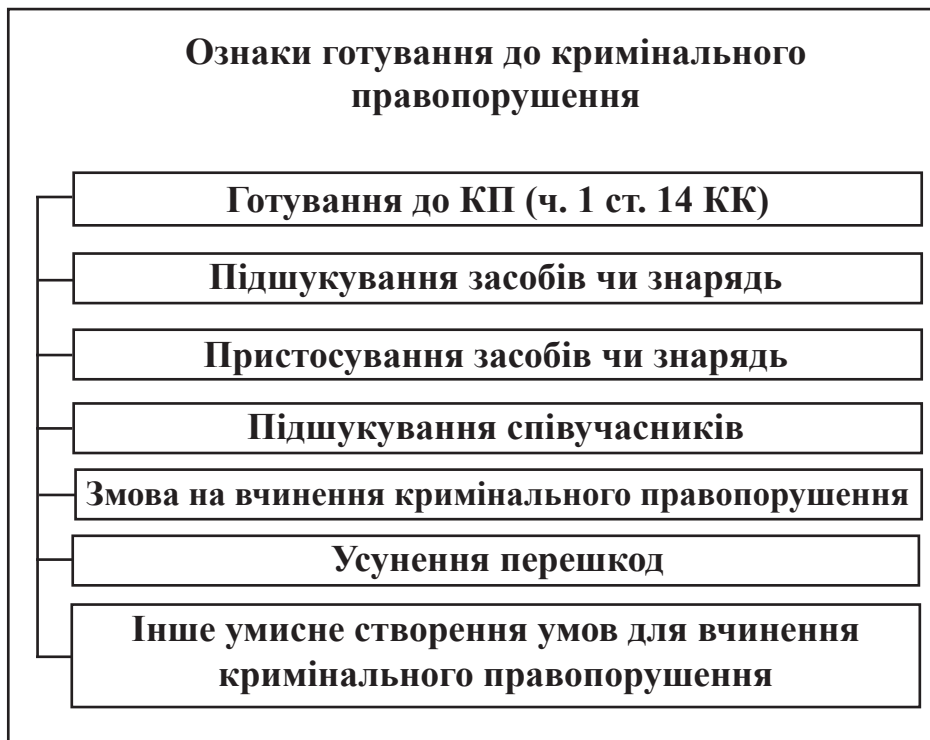 Ознаки готування до кримінального
правопорушення
Готування до КП (ч. 1 ст. 14 КК)
Підшукування засобів чи знарядь
Пристосування засобів чи знарядь
Підшукування співучасників
Змова на вчинення кримінального правопорушення
Усунення перешкод
Інше умисне створення умов для вчинення
кримінального правопорушення